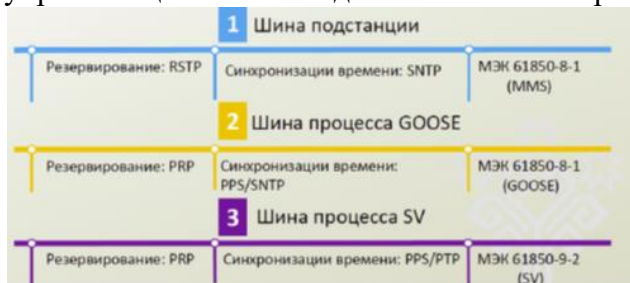 1 Шина подстанции
Резервирование: RSTP
Синхронизации времени: SNTP
МЭК 61850-8-1
(MMS)
2 Шина процесса GOOSE
Резервирование: PRP
Синхронизации времени:
PPS/SNTP
МЭК 61850-8-1
(GOOSE)
3 Шина процесса SV
Резервирование: PRP
Синхронизации времени: PPS/PTP
МЭК 61850-9-2
(SV)